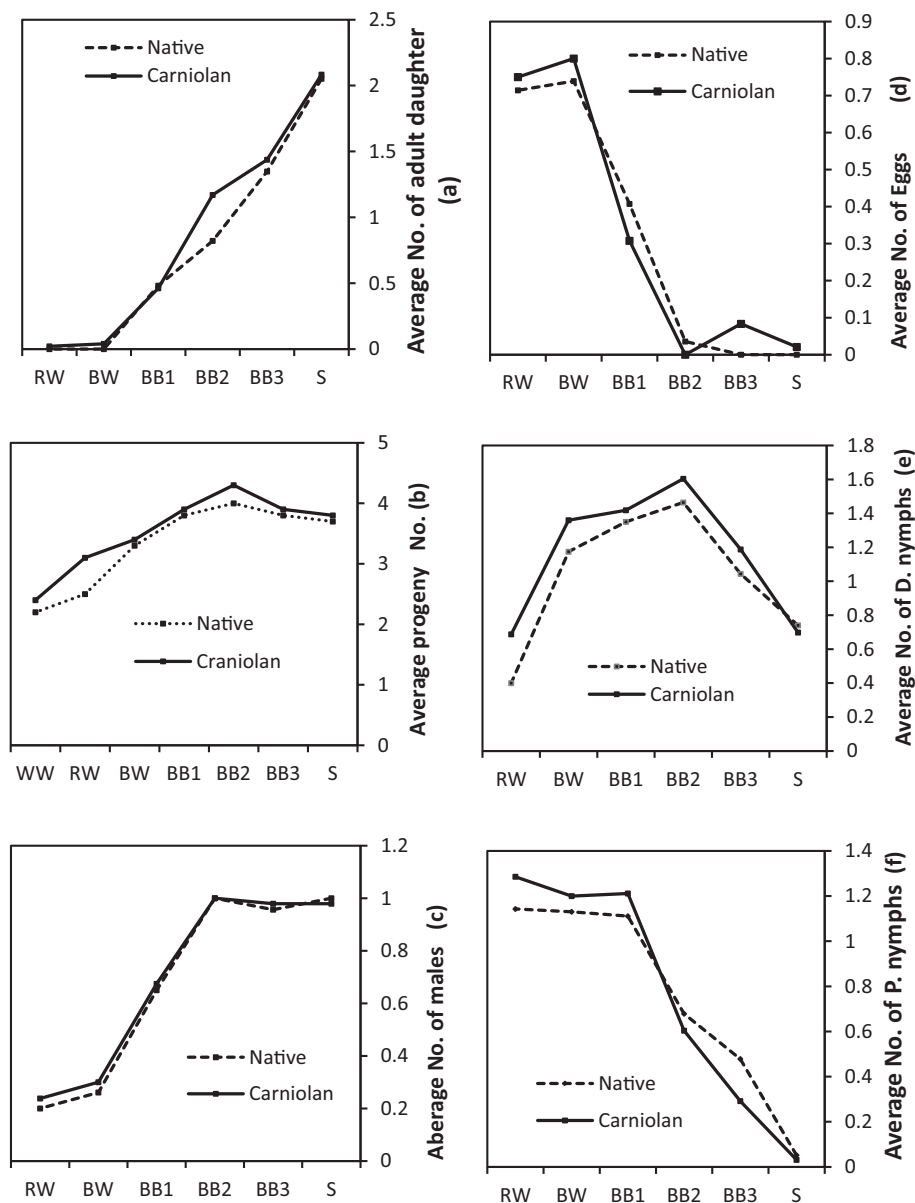 2.5
2
1.5
1
0.5
0
Average No. of adult daughter
(a)
Native
Carniolan
RW BW BB1 BB2 BB3 S
0.9
0.8
0.7
0.6
0.5
0.4
0.3
0.2
0.1
0
Average No. of Eggs (d)
Native
Carniolan
RW BW BB1 BB2 BB3 S
5
4
3
2
1
0
Average progeny No. (b)
Native
Craniolan
WW RW BW BB1 BB2 BB3 S
1.8
1.6
1.4
1.2
1
0.8
0.6
0.4
0.2
0
Average No. of D. nymphs (e)
Native
Carniolan
RW BW BB1 BB2 BB3 S
1.2
1
0.8
0.6
0.4
0.2
0
Aberage No. of males (c)
Native
Carniolan
RW BW BB1 BB2 BB3 S
1.4
1.2
1
0.8
0.6
0.4
0.2
0
Average No. of P. nymphs (f)
Native
Carniolan
RW BW BB1 BB2 BB3 S